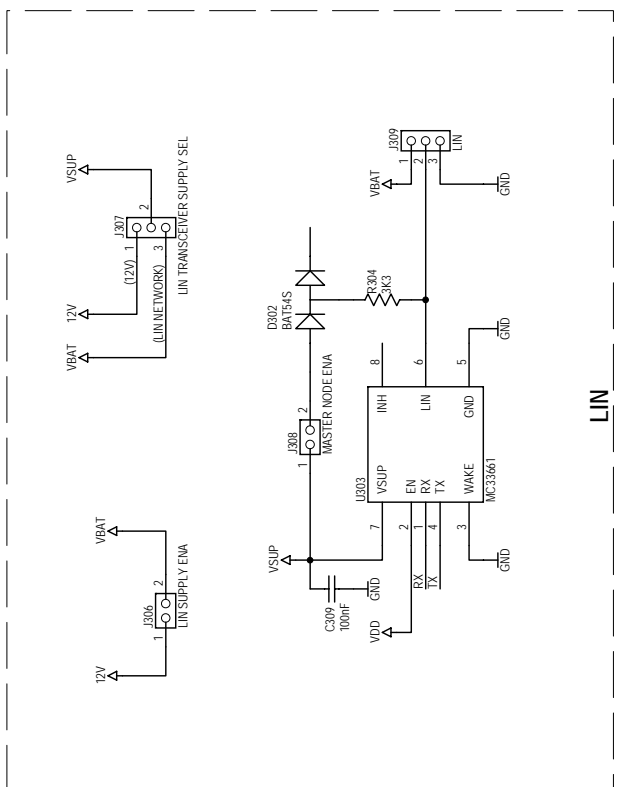 12V
J306
1
2
LIN SUPPLY ENA
VBAT
VBAT
12V
J307
1
(12V)
2
3
(LIN NETWORK)
VSUP
LIN TRANSCEIVER SUPPLY SEL
VSUP
C309
100nF
GND
VDD
J308
1
2
MASTER NODE ENA
D302
BAT54S
R304
3K3
U303
7
VSUP
INH
8
2
EN
RX
1
RX
LIN
6
TX
4
TX
3
WAKE
GND
5
MC33661
GND
GND
VBAT
J309
1
2
3
LIN
GND
LIN